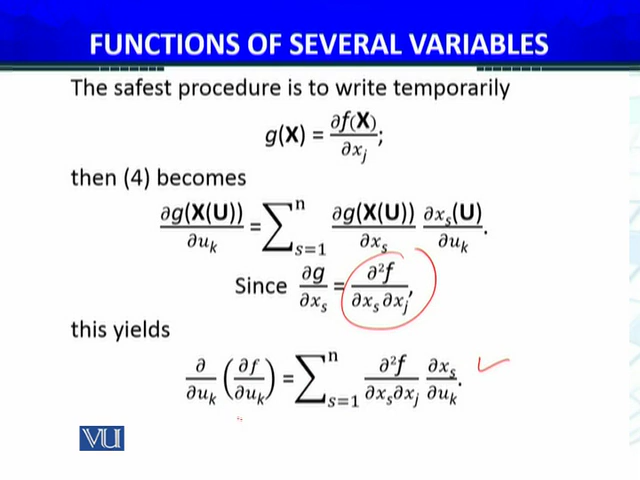 FUNCTIONS OF SEVERAL VARIABLES
The safest procedure is to write temporarily
g(X) = ∂f(X)/∂x_j;
then (4) becomes
∂g(X(U))/∂u_k = ∑_{s=1}^{n} ∂g(X(U))/∂x_s ∂x_s(U)/∂u_k.
Since ∂g/∂x_s = ∂²f/∂x_s ∂x_j,
this yields
∂/∂u_k (∂f/∂u_k) = ∑_{s=1}^{n} ∂²f/∂x_s∂x_j ∂x_s/∂u_k.
VU